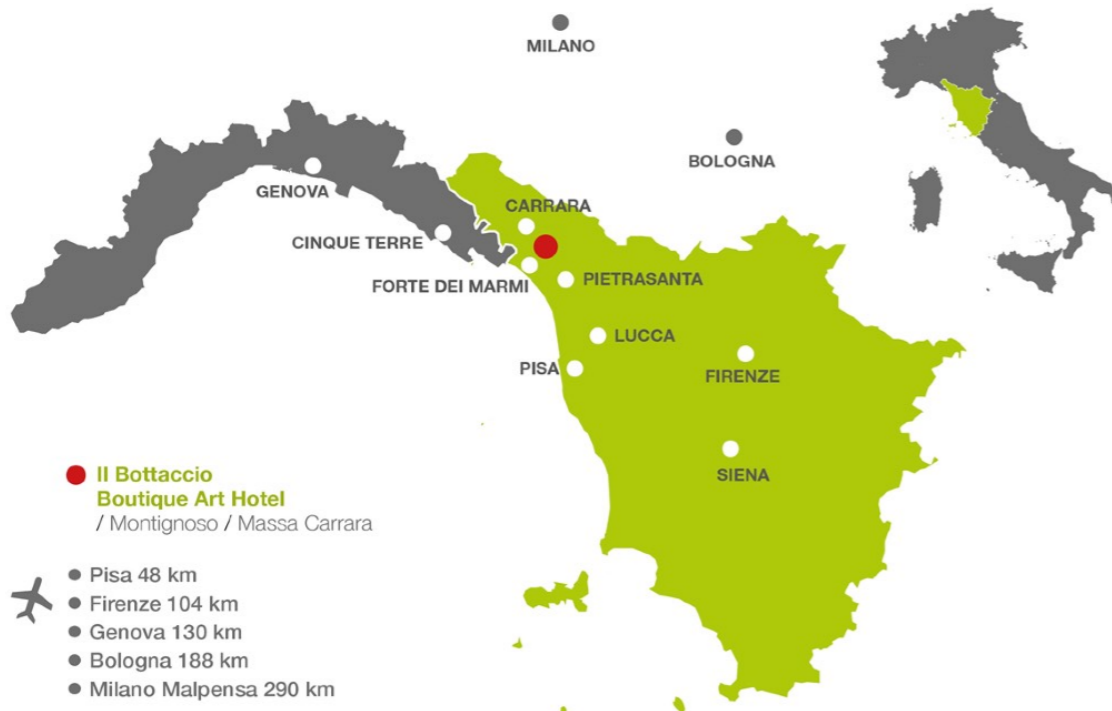 MILANO
BOLOGNA
GENOVA
CARRARA
CINQUE TERRE
FORTE DEI MARMI
PIETRASANTA
LUCCA
PISA
FIRENZE
SIENA
Il Bottaccio
Boutique Art Hotel
/ Montignoso / Massa Carrara
Pisa 48 km
Firenze 104 km
Genova 130 km
Bologna 188 km
Milano Malpensa 290 km